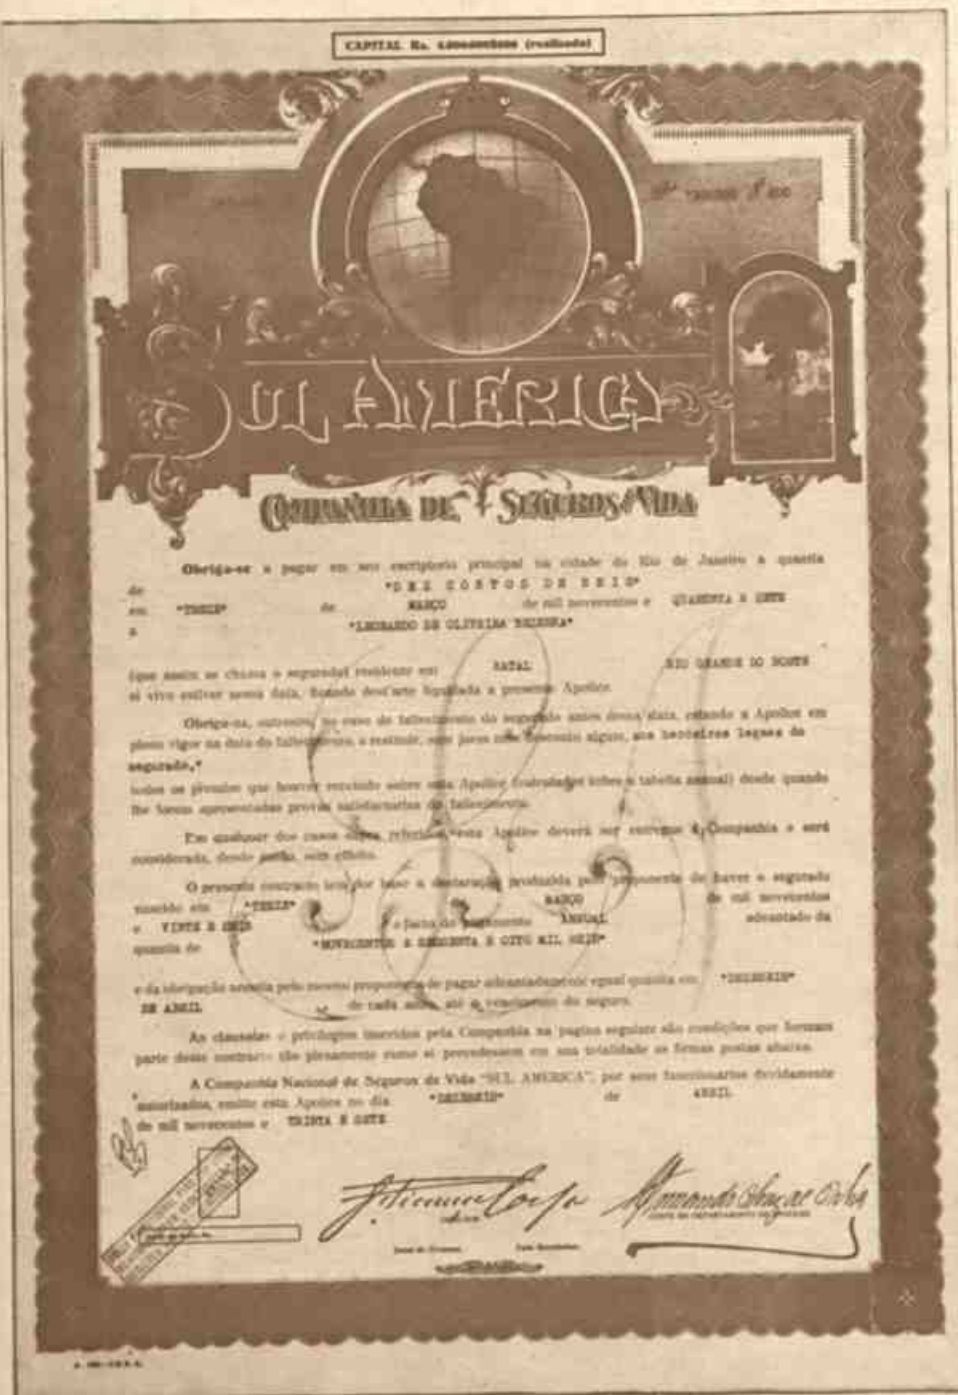 CAPITAL Rs. (realisado)
SUL AMERICA
COMPANHIA DE SEGUROS DE VIDA
Obriga-se a pagar em seu escriptorio principal na cidade do Rio de Janeiro a quantia
de "DEZ CONTOS DE REIS"
em "TREZE" de MARÇO de mil novecentos e QUARENTA E SETE
a "LEONARDO DE OLIVEIRA BEZERRA"
(que assim se chama o segurado) residente em NATAL RIO GRANDE DO NORTE
si vivo estiver nessa data, ficando dest'arte liquidada a presente Apolice.
Obriga-se, outrosim, no caso de fallecimento do segurado antes dessa data, estando a Apolice em
pleno vigor na data do fallecimento, a restituir, sem juros nem desconto algum, aos herdeiros legaes do
segurado,"
todos os premios que houver recebido sobre esta Apolice (calculados sobre a tabella annual) desde quando
lhe forem apresentadas provas satisfactorias do fallecimento.
Em qualquer dos casos supra referidos, esta Apolice deverá ser entregue á Companhia e será
considerada, desde então, sem effeito.
O presente contracto tem por base a declaração produzida pelo proponente de haver o segurado
nascido em "TREZE" de MARÇO de mil novecentos
e VINTE E SEIS e o facto do pagamento ANNUAL adeantado da
quantia de "NOVECENTOS E SESSENTA E OITO MIL REIS"
e da obrigação acceita pelo mesmo proponente de pagar adeantadamente egual quantia em "DEZESEIS"
DE ABRIL de cada anno, até o vencimento do seguro.
As clausulas e privilegios inseridos pela Companhia na pagina seguinte são condições que formam
parte deste contracto tão plenamente como si precedessem em sua totalidade as firmas postas abaixo.
A Companhia Nacional de Seguros de Vida "SUL AMERICA", por seus funccionarios devidamente
autorizados, emitte esta Apolice no dia "DEZESEIS" de ABRIL
de mil novecentos e TRINTA E SETE